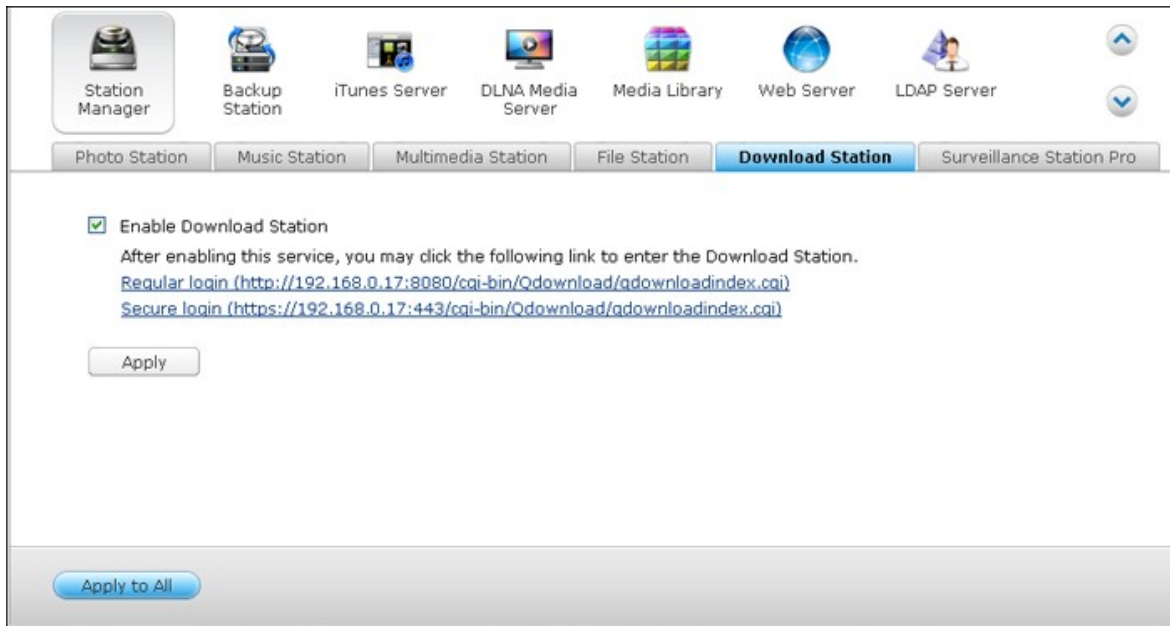 Station Manager
Backup Station
iTunes Server
DLNA Media Server
Media Library
Web Server
LDAP Server
Photo Station
Music Station
Multimedia Station
File Station
Download Station
Surveillance Station Pro
Enable Download Station
After enabling this service, you may click the following link to enter the Download Station.
Regular login (http://192.168.0.17:8080/cgi-bin/Qdownload/qdownloadindex.cgi)
Secure login (https://192.168.0.17:443/cgi-bin/Qdownload/qdownloadindex.cgi)
Apply
Apply to All